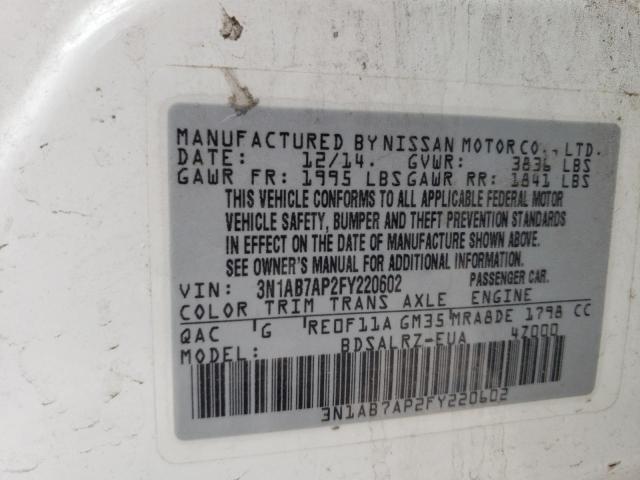 MANUFACTURED BY NISSAN MOTOR CO., LTD.
DATE: 12/14. GVWR: 3836 LBS
GAWR FR: 1995 LBS GAWR RR: 1841 LBS
THIS VEHICLE CONFORMS TO ALL APPLICABLE FEDERAL MOTOR
VEHICLE SAFETY, BUMPER AND THEFT PREVENTION STANDARDS
IN EFFECT ON THE DATE OF MANUFACTURE SHOWN ABOVE.
SEE OWNER'S MANUAL FOR ADDITIONAL
VIN: 3N1AB7AP2FY220602 PASSENGER CAR.
COLOR TRIM TRANS AXLE ENGINE
QAC G RE0F11A GM35 MRA8DE 1798 CC
MODEL: BDSALRZ-EUA 4Z000
3N1AB7AP2FY220602